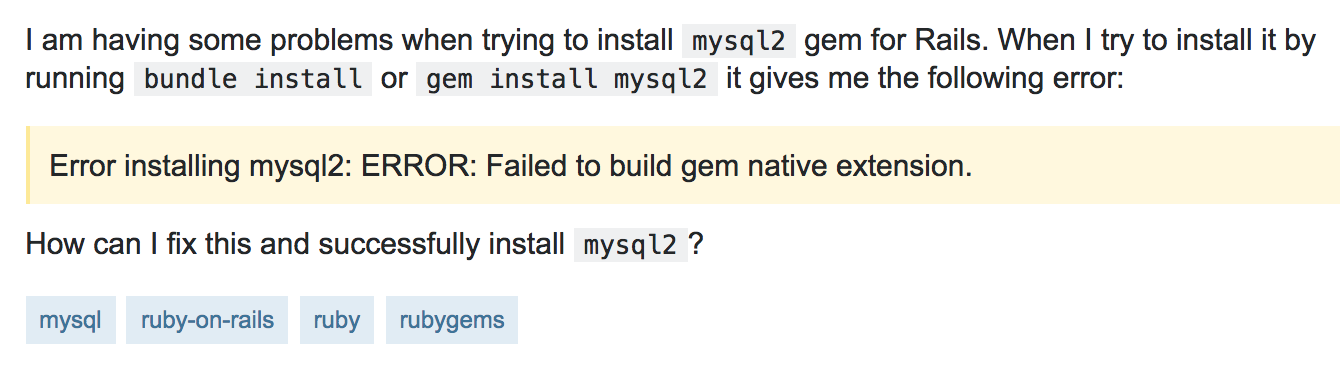 I am having some problems when trying to install mysql2 gem for Rails. When I try to install it by
running bundle install or gem install mysql2 it gives me the following error:
Error installing mysql2: ERROR: Failed to build gem native extension.
How can I fix this and successfully install mysql2 ?
mysql ruby-on-rails ruby rubygems